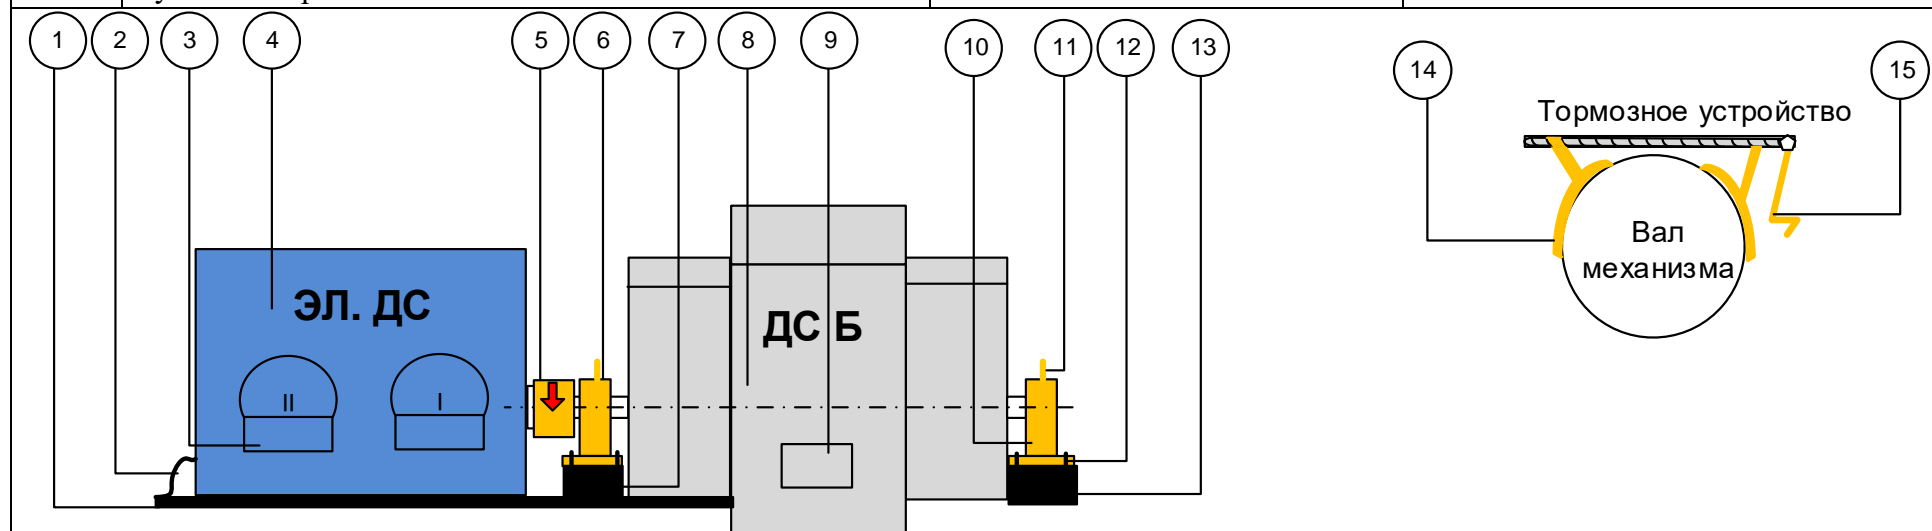 1 2 3 4 5 6 7 8 9 10 11 12 13 14 15
Тормозное устройство
Вал
механизма
ЭЛ. ДС
ДС Б
II I